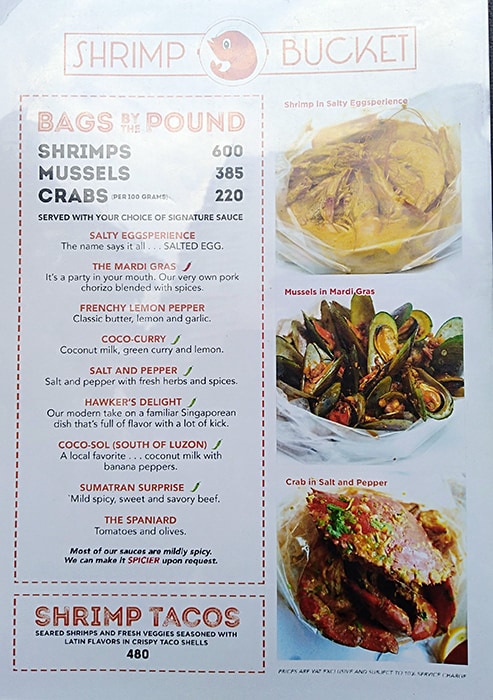 SHRIMP BUCKET
BAGS BY THE POUND
SHRIMPS 600
MUSSELS 385
CRABS (PER 100 GRAMS) 220
SERVED WITH YOUR CHOICE OF SIGNATURE SAUCE
SALTY EGGSPERIENCE
The name says it all . . . SALTED EGG.
THE MARDI GRAS
It's a party in your mouth. Our very own pork
chorizo blended with spices.
FRENCHY LEMON PEPPER
Classic butter, lemon and garlic.
COCO-CURRY
Coconut milk, green curry and lemon.
SALT AND PEPPER
Salt and pepper with fresh herbs and spices.
HAWKER'S DELIGHT
Our modern take on a familiar Singaporean
dish that's full of flavor with a lot of kick.
COCO-SOL (SOUTH OF LUZON)
A local favorite . . . coconut milk with
banana peppers.
SUMATRAN SURPRISE
Mild spicy, sweet and savory beef.
THE SPANIARD
Tomatoes and olives.
Most of our sauces are mildly spicy.
We can make it SPICIER upon request.
SHRIMP TACOS
SEARED SHRIMPS AND FRESH VEGGIES SEASONED WITH
LATIN FLAVORS IN CRISPY TACO SHELLS
480
Shrimp in Salty Eggsperience
Mussels in Mardi Gras
Crab in Salt and Pepper
PRICES ARE VAT EXCLUSIVE AND SUBJECT TO 10% SERVICE CHARGE